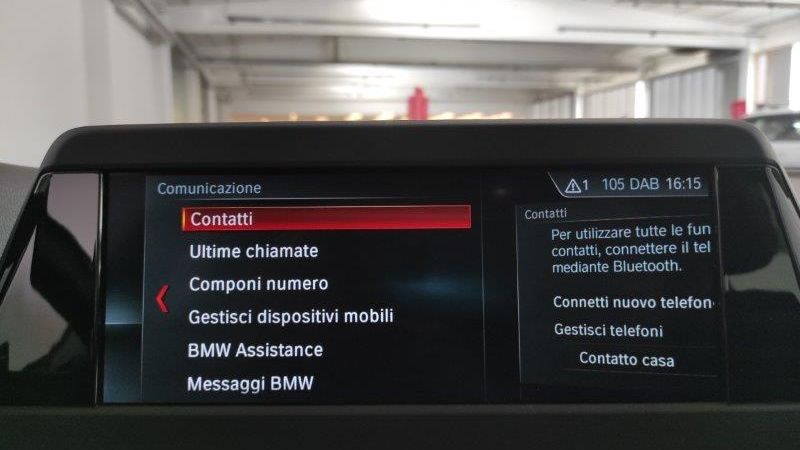 Comunicazione
1 105 DAB 16:15
Contatti
Ultime chiamate
Componi numero
Gestisci dispositivi mobili
BMW Assistance
Messaggi BMW
Contatti
Per utilizzare tutte le fun
contatti, connettere il tel
mediante Bluetooth.
Connetti nuovo telefon
Gestisci telefoni
Contatto casa